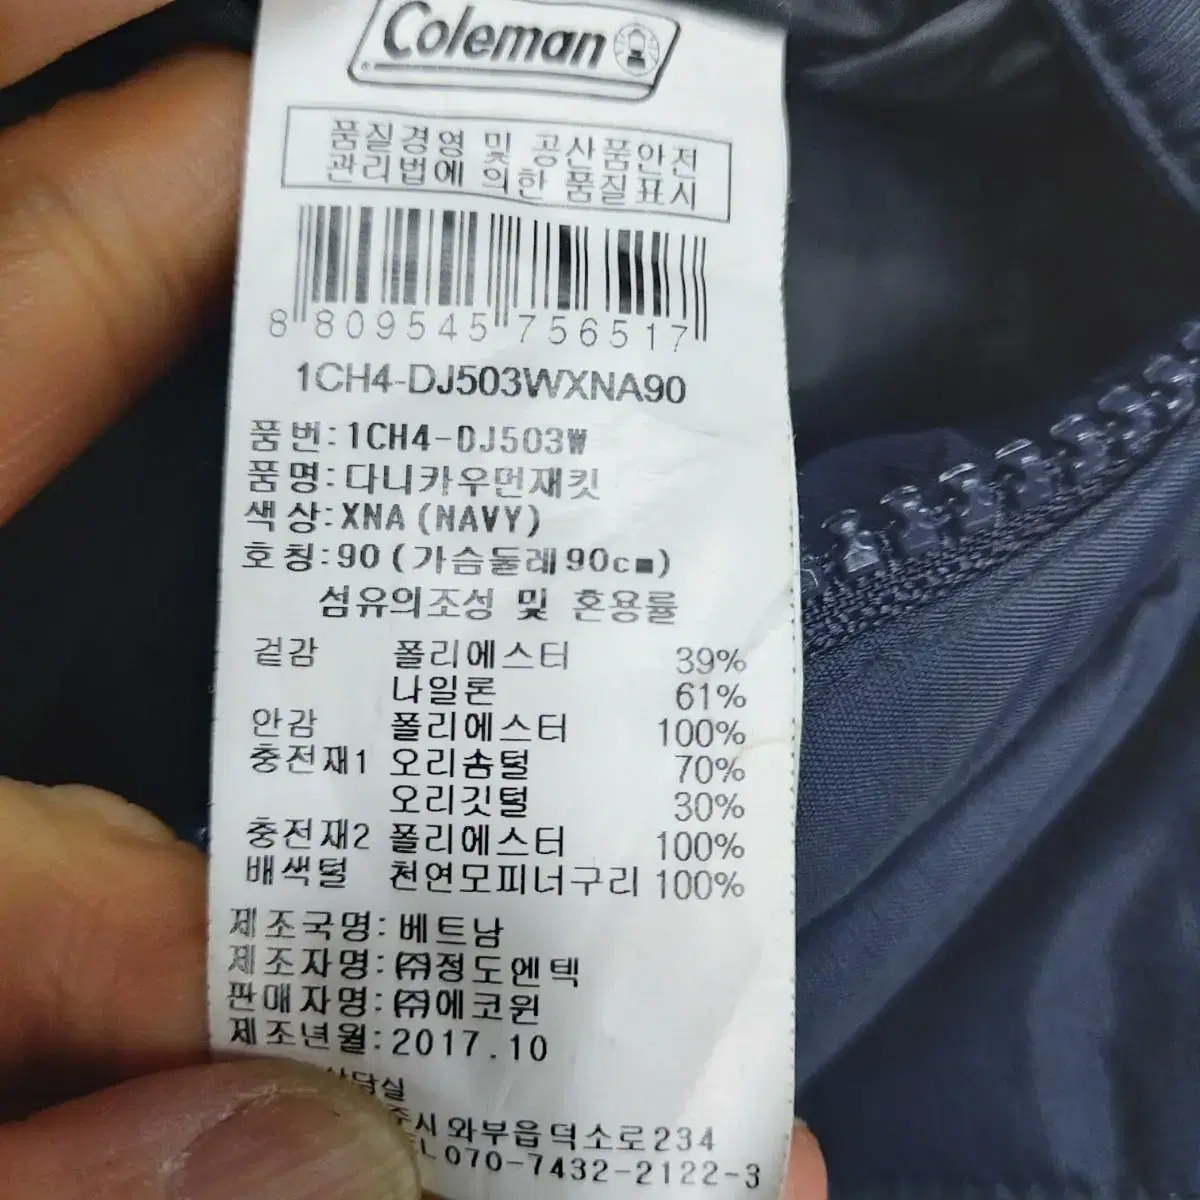 Coleman
품질경영 및 공산품안전
관리법에 의한 품질표시
8 809545 756517
1CH4-DJ503WXNA90
품번:1CH4-DJ503W
품명:다니카우먼재킷
색상:XNA(NAVY)
호칭:90(가슴둘레90cm)
섬유의조성 및 혼용률
겉감 폴리에스터 39%
나일론 61%
안감 폴리에스터 100%
충전재1 오리솜털 70%
오리깃털 30%
충전재2 폴리에스터 100%
배색털 천연모피너구리 100%
제조국명:베트남
제조자명:㈜정도엔텍
판매자명:㈜에코원
제조년월:2017.10
상담실
주시 와부읍덕소로234
070-7432-2122-3